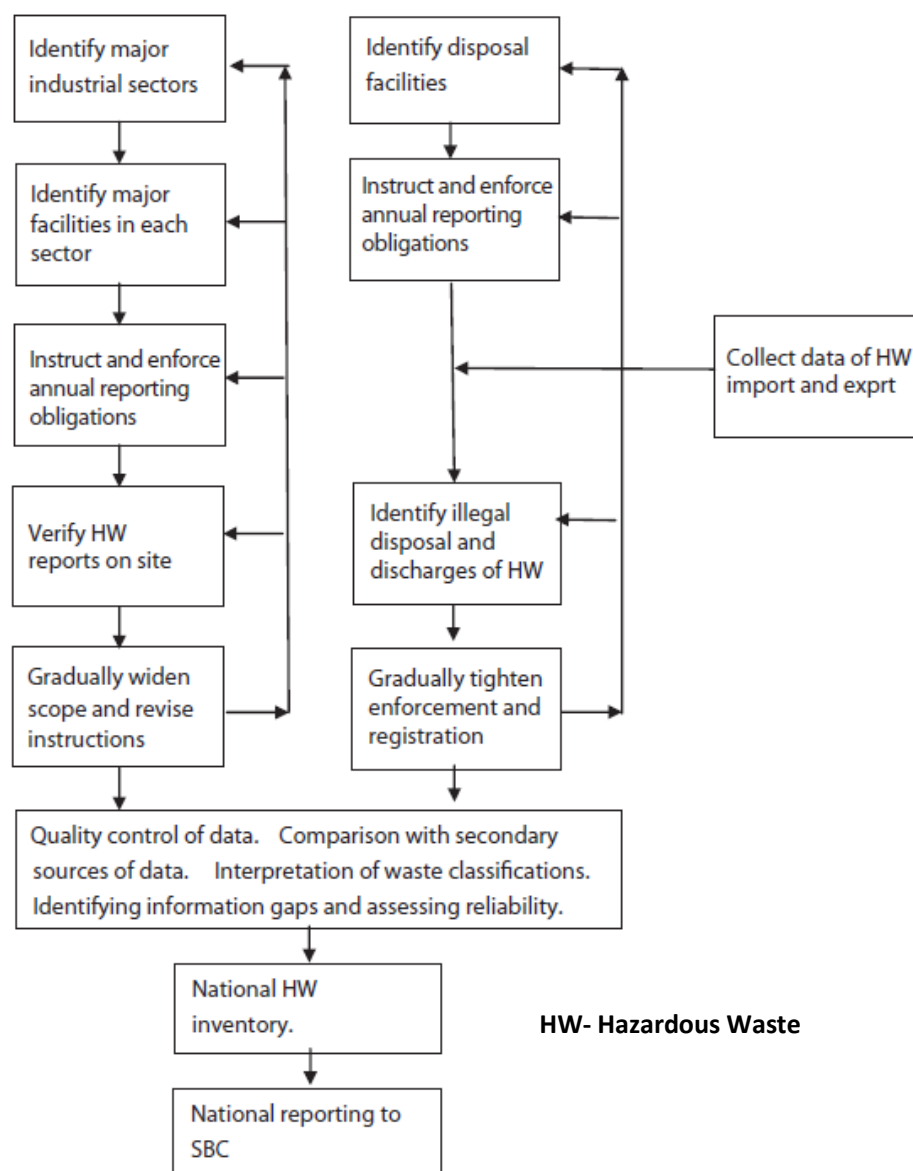 Identify major
industrial sectors
Identify major
facilities in each
sector
Instruct and enforce
annual reporting
obligations
Verify HW
reports on site
Gradually widen
scope and revise
instructions
Identify disposal
facilities
Instruct and enforce
annual reporting
obligations
Collect data of HW
import and exprt
Identify illegal
disposal and
discharges of HW
Gradually tighten
enforcement and
registration
Quality control of data. Comparison with secondary
sources of data. Interpretation of waste classifications.
Identifying information gaps and assessing reliability.
National HW
inventory.
HW- Hazardous Waste
National reporting to
SBC